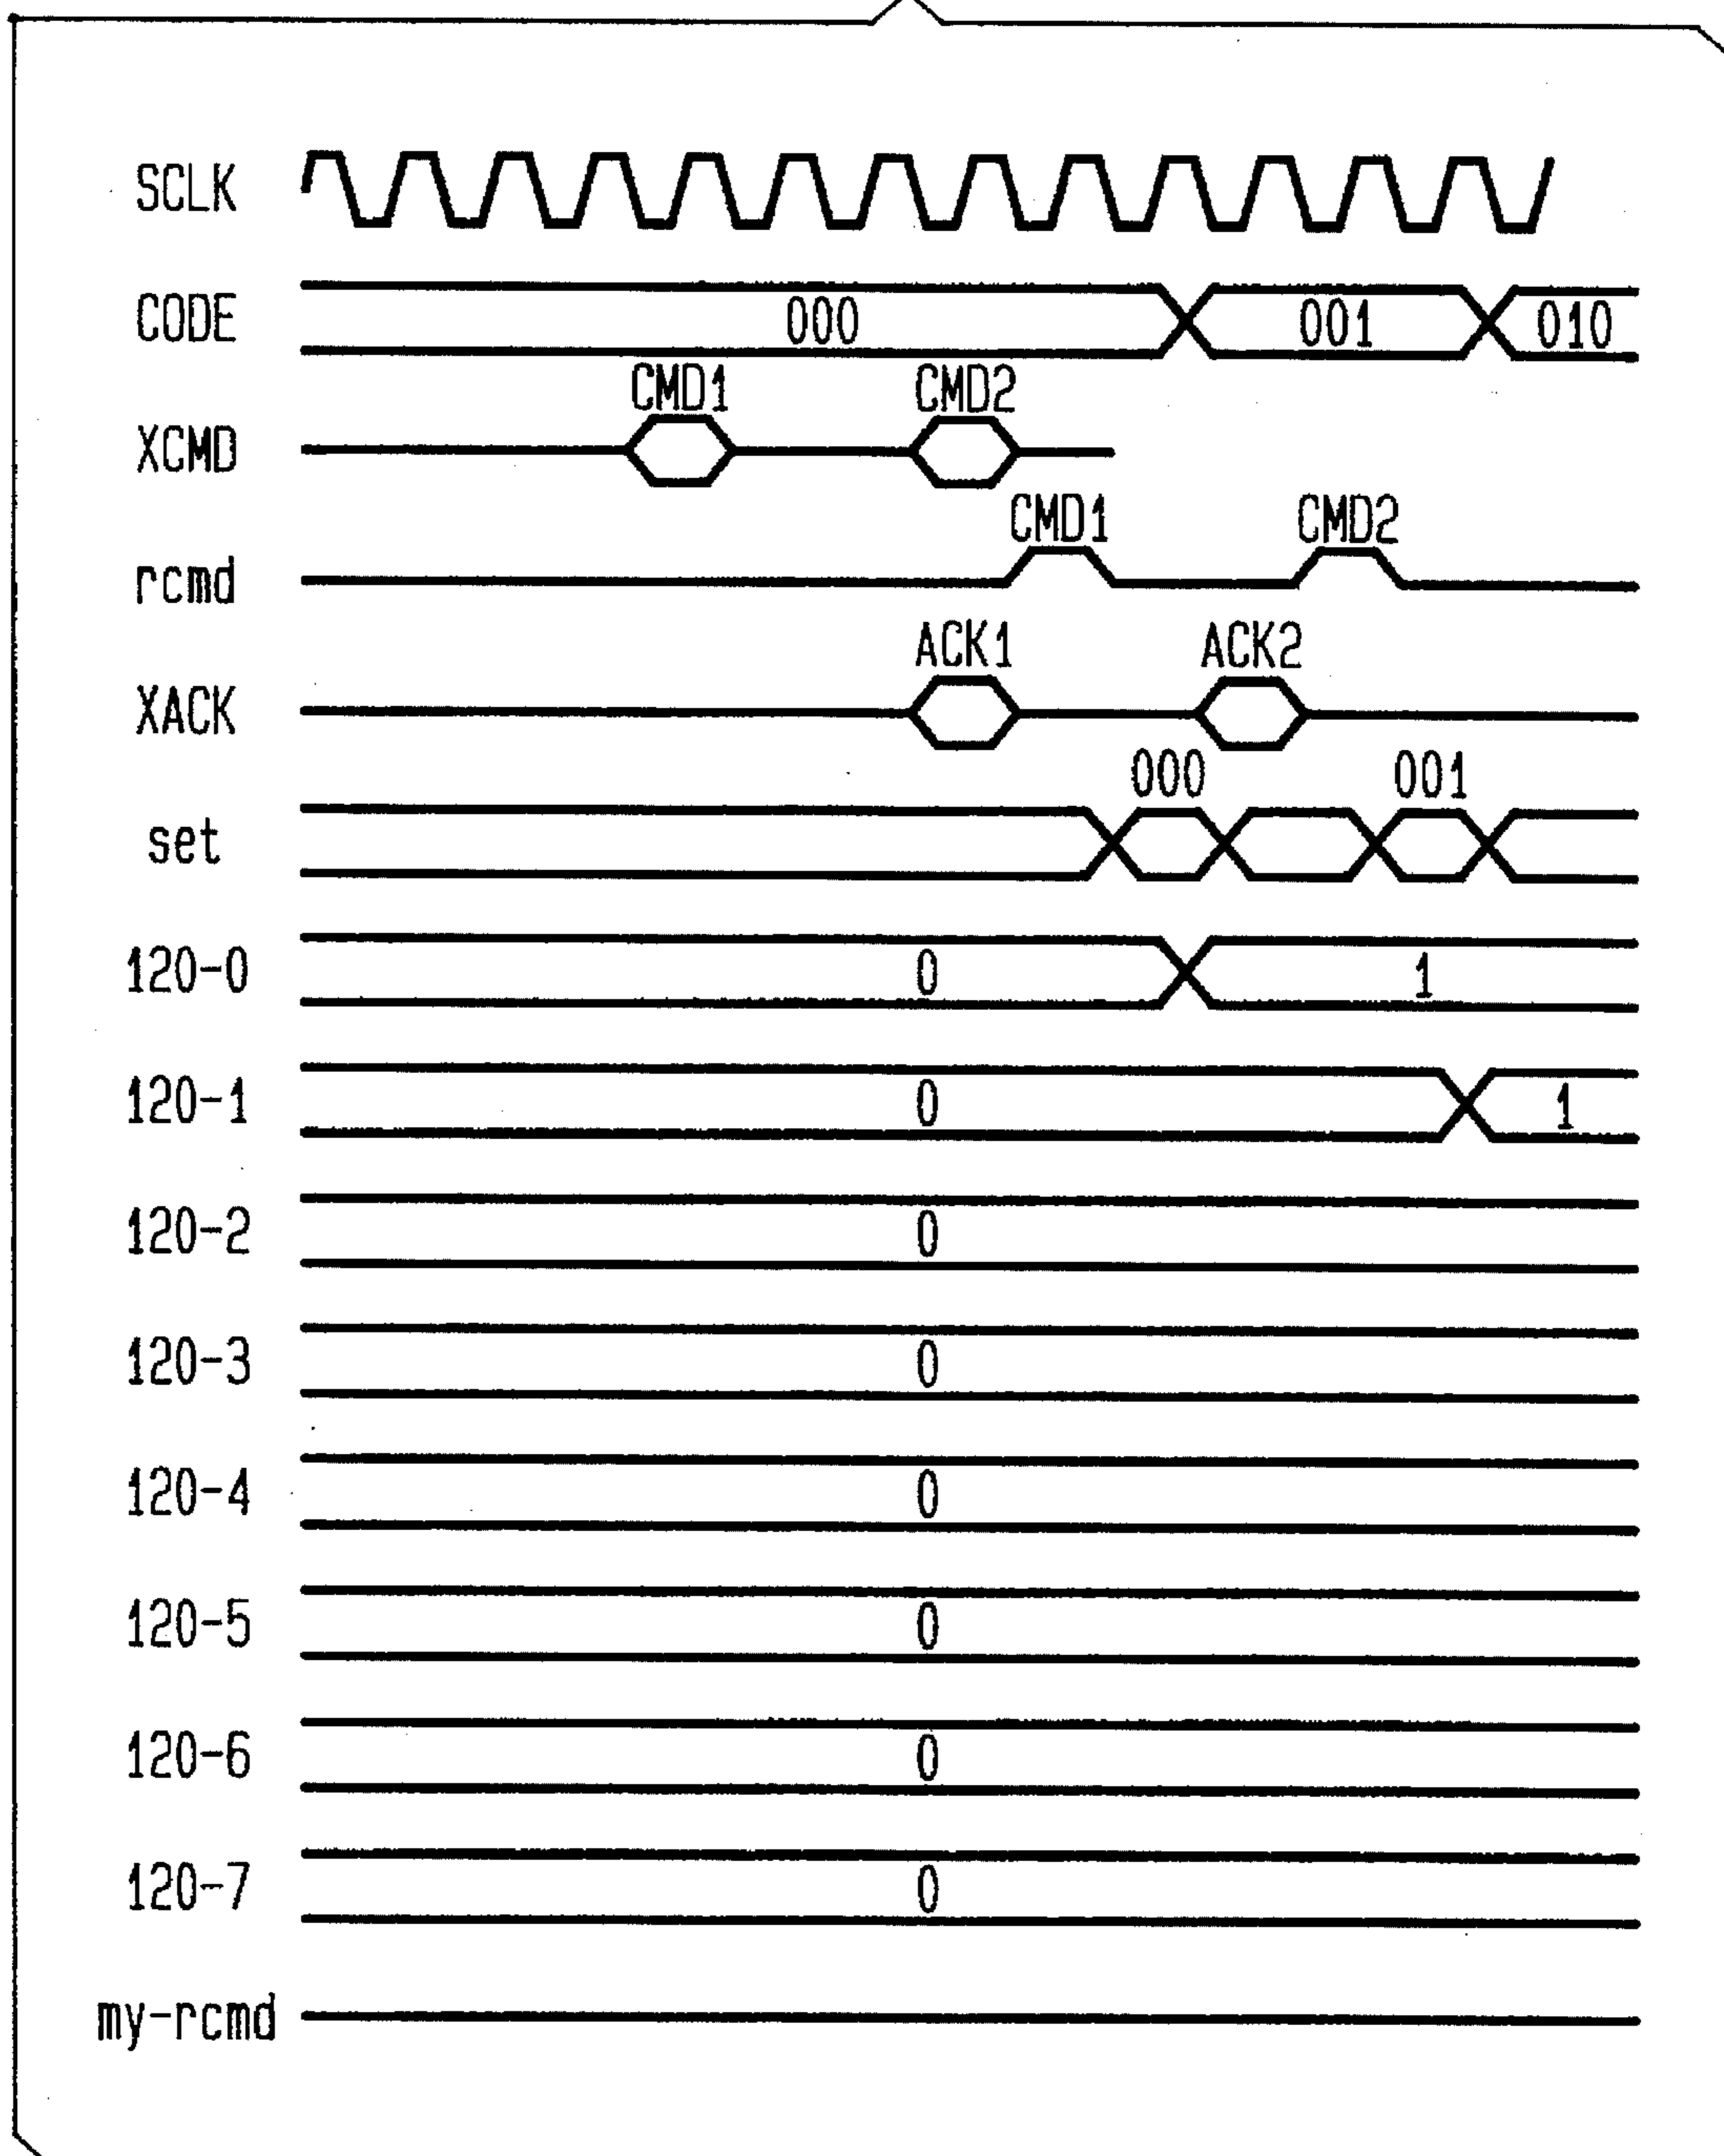 SCLK
CODE 000 001 010
CMD1 CMD2
XCMD
CMD1 CMD2
rcmd
ACK1 ACK2
XACK
000 001
set
120-0 0 1
120-1 0 1
120-2 0
120-3 0
120-4 0
120-5 0
120-6 0
120-7 0
my-rcmd